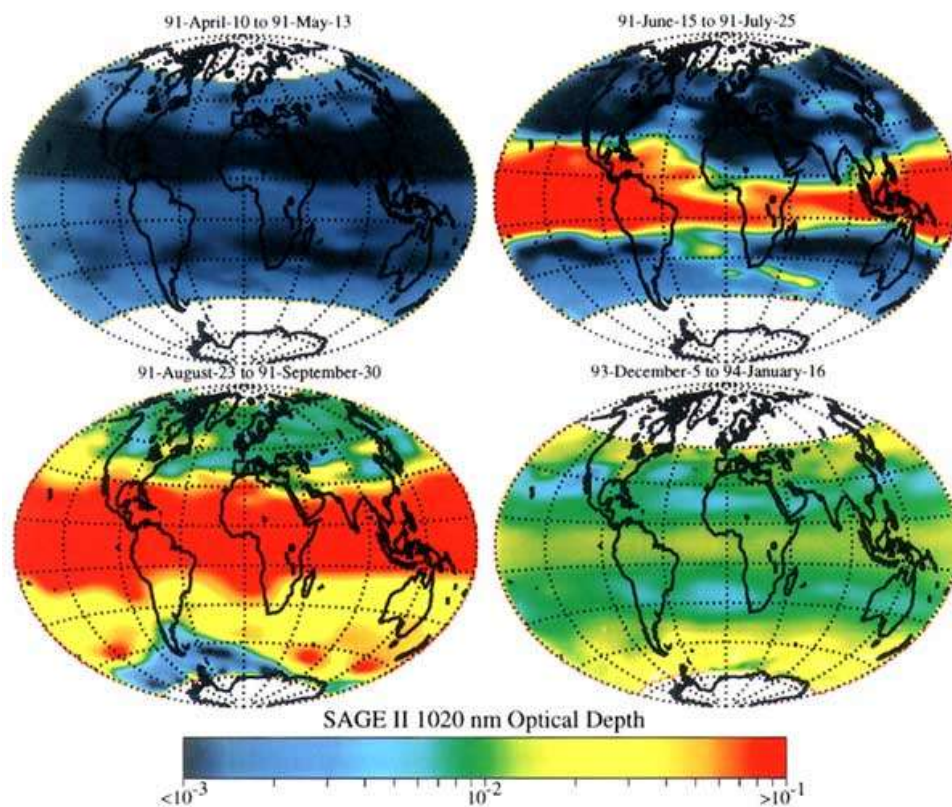 91-April-10 to 91-May-13
91-June-15 to 91-July-25
91-August-23 to 91-September-30
93-December-5 to 94-January-16
SAGE II 1020 nm Optical Depth
<10⁻³
10⁻²
>10⁻¹